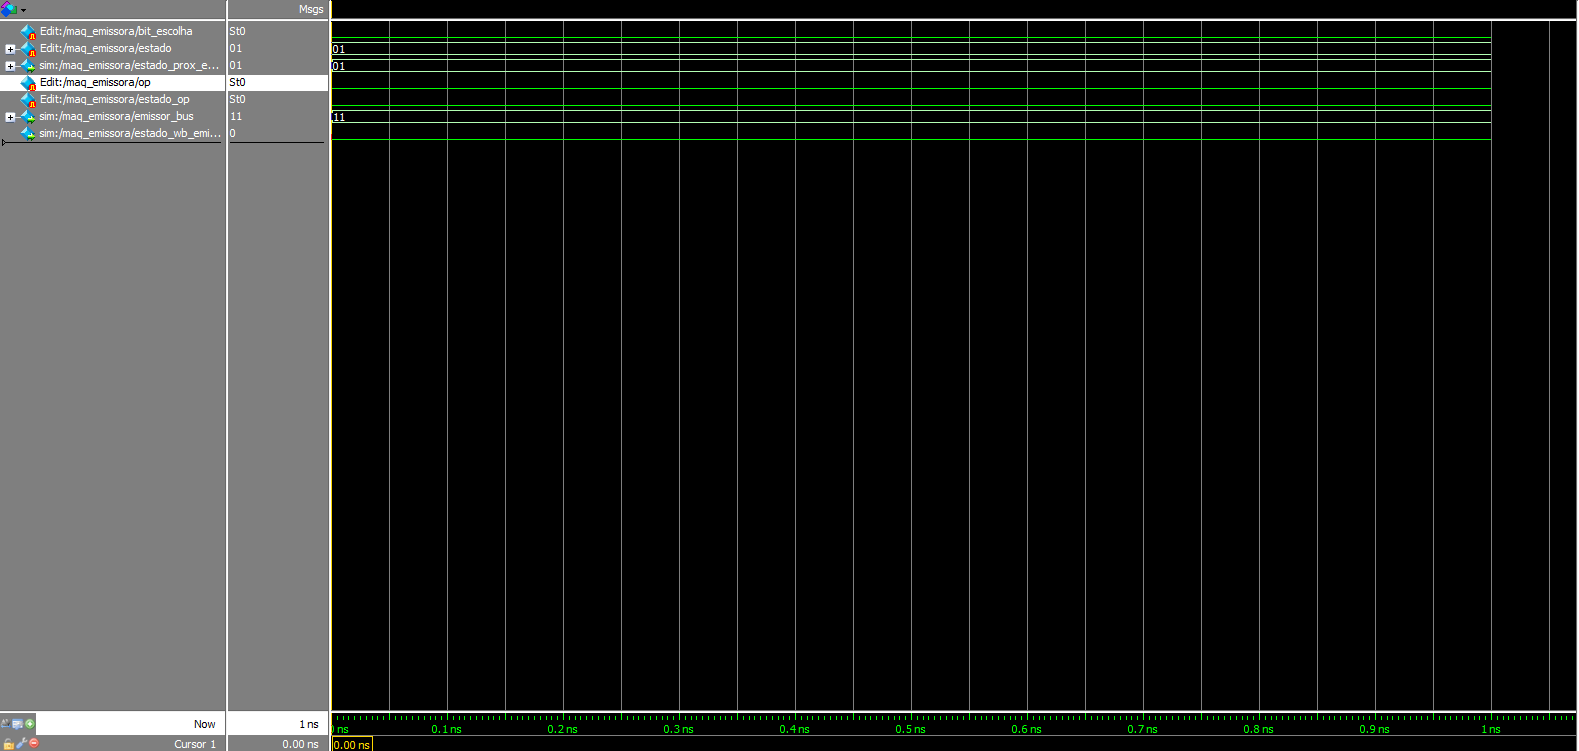 Msgs
Edit:/maq_emissora/bit_escolha St0
Edit:/maq_emissora/estado 01 01
sim:/maq_emissora/estado_prox_e... 01 01
Edit:/maq_emissora/op St0
Edit:/maq_emissora/estado_op St0
sim:/maq_emissora/emissor_bus 11 11
sim:/maq_emissora/estado_wb_emi... 0
Now 1 ns ns 0.1 ns 0.2 ns 0.3 ns 0.4 ns 0.5 ns 0.6 ns 0.7 ns 0.8 ns 0.9 ns 1 ns
Cursor 1 0.00 ns 0.00 ns